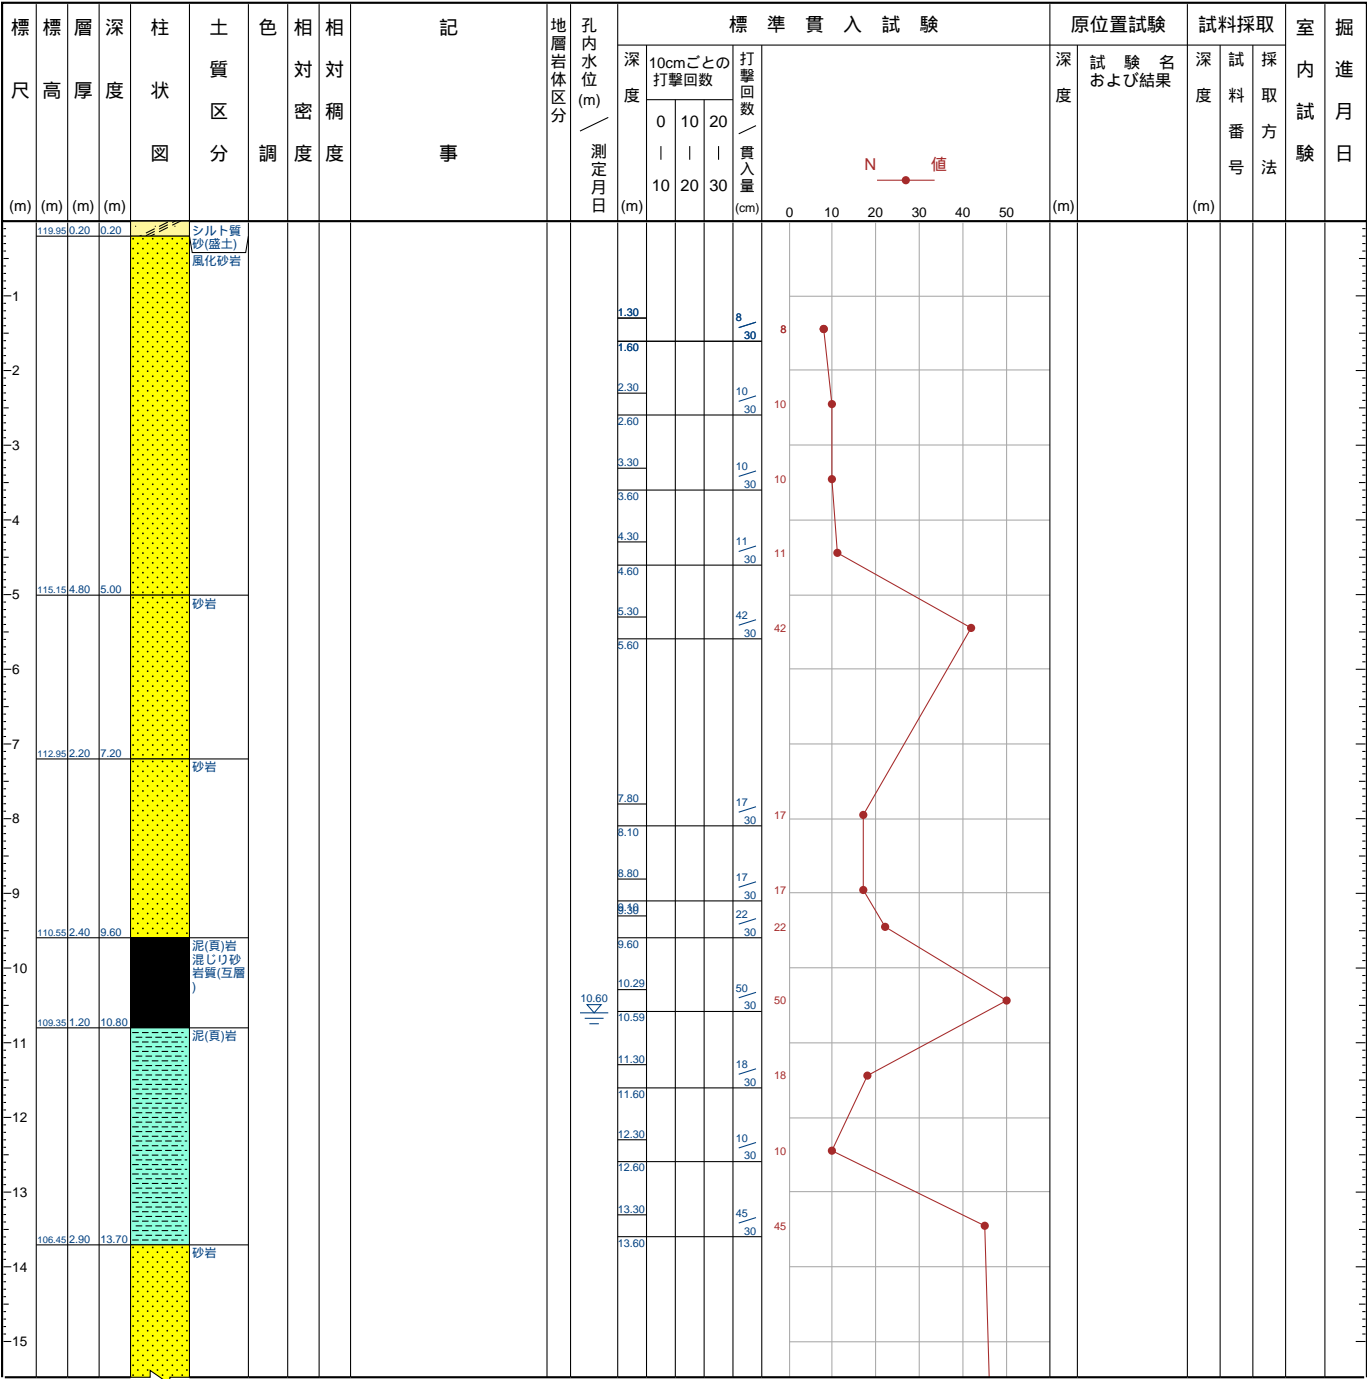 標尺(m)
標高(m)
層厚(m)
深度(m)
柱状図
土質区分
色調
相対密度
相対稠度
記事
地層岩体区分
孔内水位(m)／測定月日
標準貫入試験
深度(m)
10cmごとの
打撃回数
0 10 20
| | |
10 20 30
打撃回数／貫入量(cm)
N 値
0 10 20 30 40 50
原位置試験
深度(m)
試験名
および結果
試料採取
深度(m)
試料番号
採取方法
室内試験
掘進月日
119.95 0.20 0.20
シルト質
砂(盛土)
風化砂岩
1
1.30
8/30
8
1.60
2
2.30
10/30
10
2.60
3
3.30
10/30
10
3.60
4
4.30
11/30
11
4.60
115.15 4.80 5.00
5
砂岩
5.30
42/30
42
5.60
6
7
112.95 2.20 7.20
砂岩
7.80
17/30
17
8
8.10
8.80
17/30
17
9
9.10
9.30
22/30
22
110.55 2.40 9.60
9.60
泥(頁)岩
混じり砂
岩質(互層
)
10
10.29
50/30
50
10.60
10.59
109.35 1.20 10.80
泥(頁)岩
11
11.30
18/30
18
11.60
12
12.30
10/30
10
12.60
13
13.30
45/30
45
13.60
106.45 2.90 13.70
砂岩
14
15